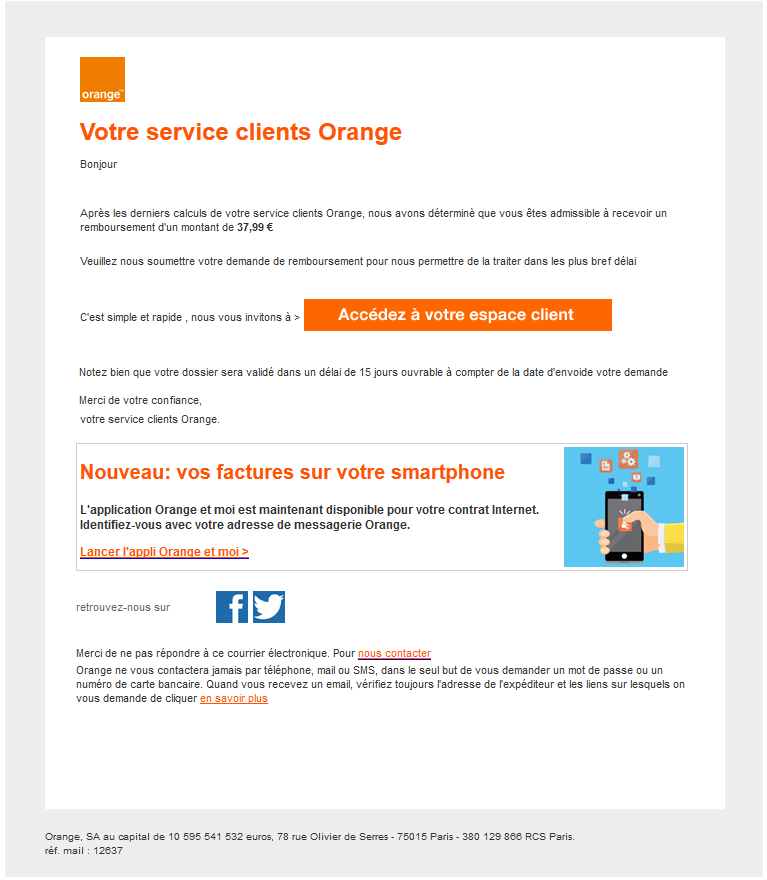 orange™
Votre service clients Orange
Bonjour
Après les derniers calculs de votre service clients Orange, nous avons déterminè que vous êtes admissible à recevoir un
remboursement d'un montant de 37,99 €
Veuillez nous soumettre votre demande de remboursement pour nous permettre de la traiter dans les plus bref délai
C'est simple et rapide , nous vous invitons à > Accédez à votre espace client
Notez bien que votre dossier sera validé dans un délai de 15 jours ouvrable à compter de la date d'envoide votre demande
Merci de votre confiance,
votre service clients Orange.
Nouveau: vos factures sur votre smartphone
L'application Orange et moi est maintenant disponible pour votre contrat Internet.
Identifiez-vous avec votre adresse de messagerie Orange.
Lancer l'appli Orange et moi >
retrouvez-nous sur
Merci de ne pas répondre à ce courrier électronique. Pour nous contacter
Orange ne vous contactera jamais par téléphone, mail ou SMS, dans le seul but de vous demander un mot de passe ou un
numéro de carte bancaire. Quand vous recevez un email, vérifiez toujours l'adresse de l'expéditeur et les liens sur lesquels on
vous demande de cliquer en savoir plus
Orange, SA au capital de 10 595 541 532 euros, 78 rue Olivier de Serres - 75015 Paris - 380 129 866 RCS Paris.
réf. mail : 12637